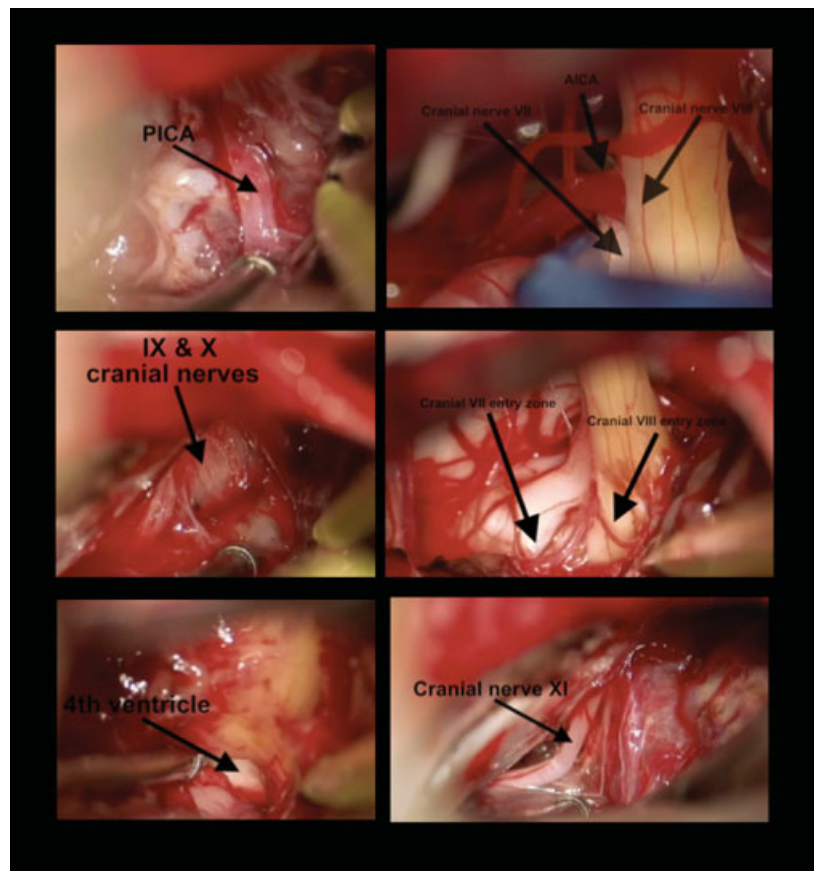 PICA
AICA
Cranial nerve VII
Cranial nerve VIII
IX & X
cranial nerves
Cranial VII entry zone
Cranial VIII entry zone
4th ventricle
Cranial nerve XI